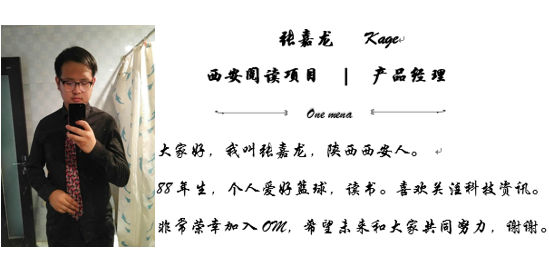 张嘉龙 Kage
西安阅读项目 | 产品经理
One mena
大家好，我叫张嘉龙，陕西西安人。
88年生，个人爱好篮球，读书。喜欢关注科技资讯。
非常荣幸加入OM，希望未来和大家共同努力，谢谢。